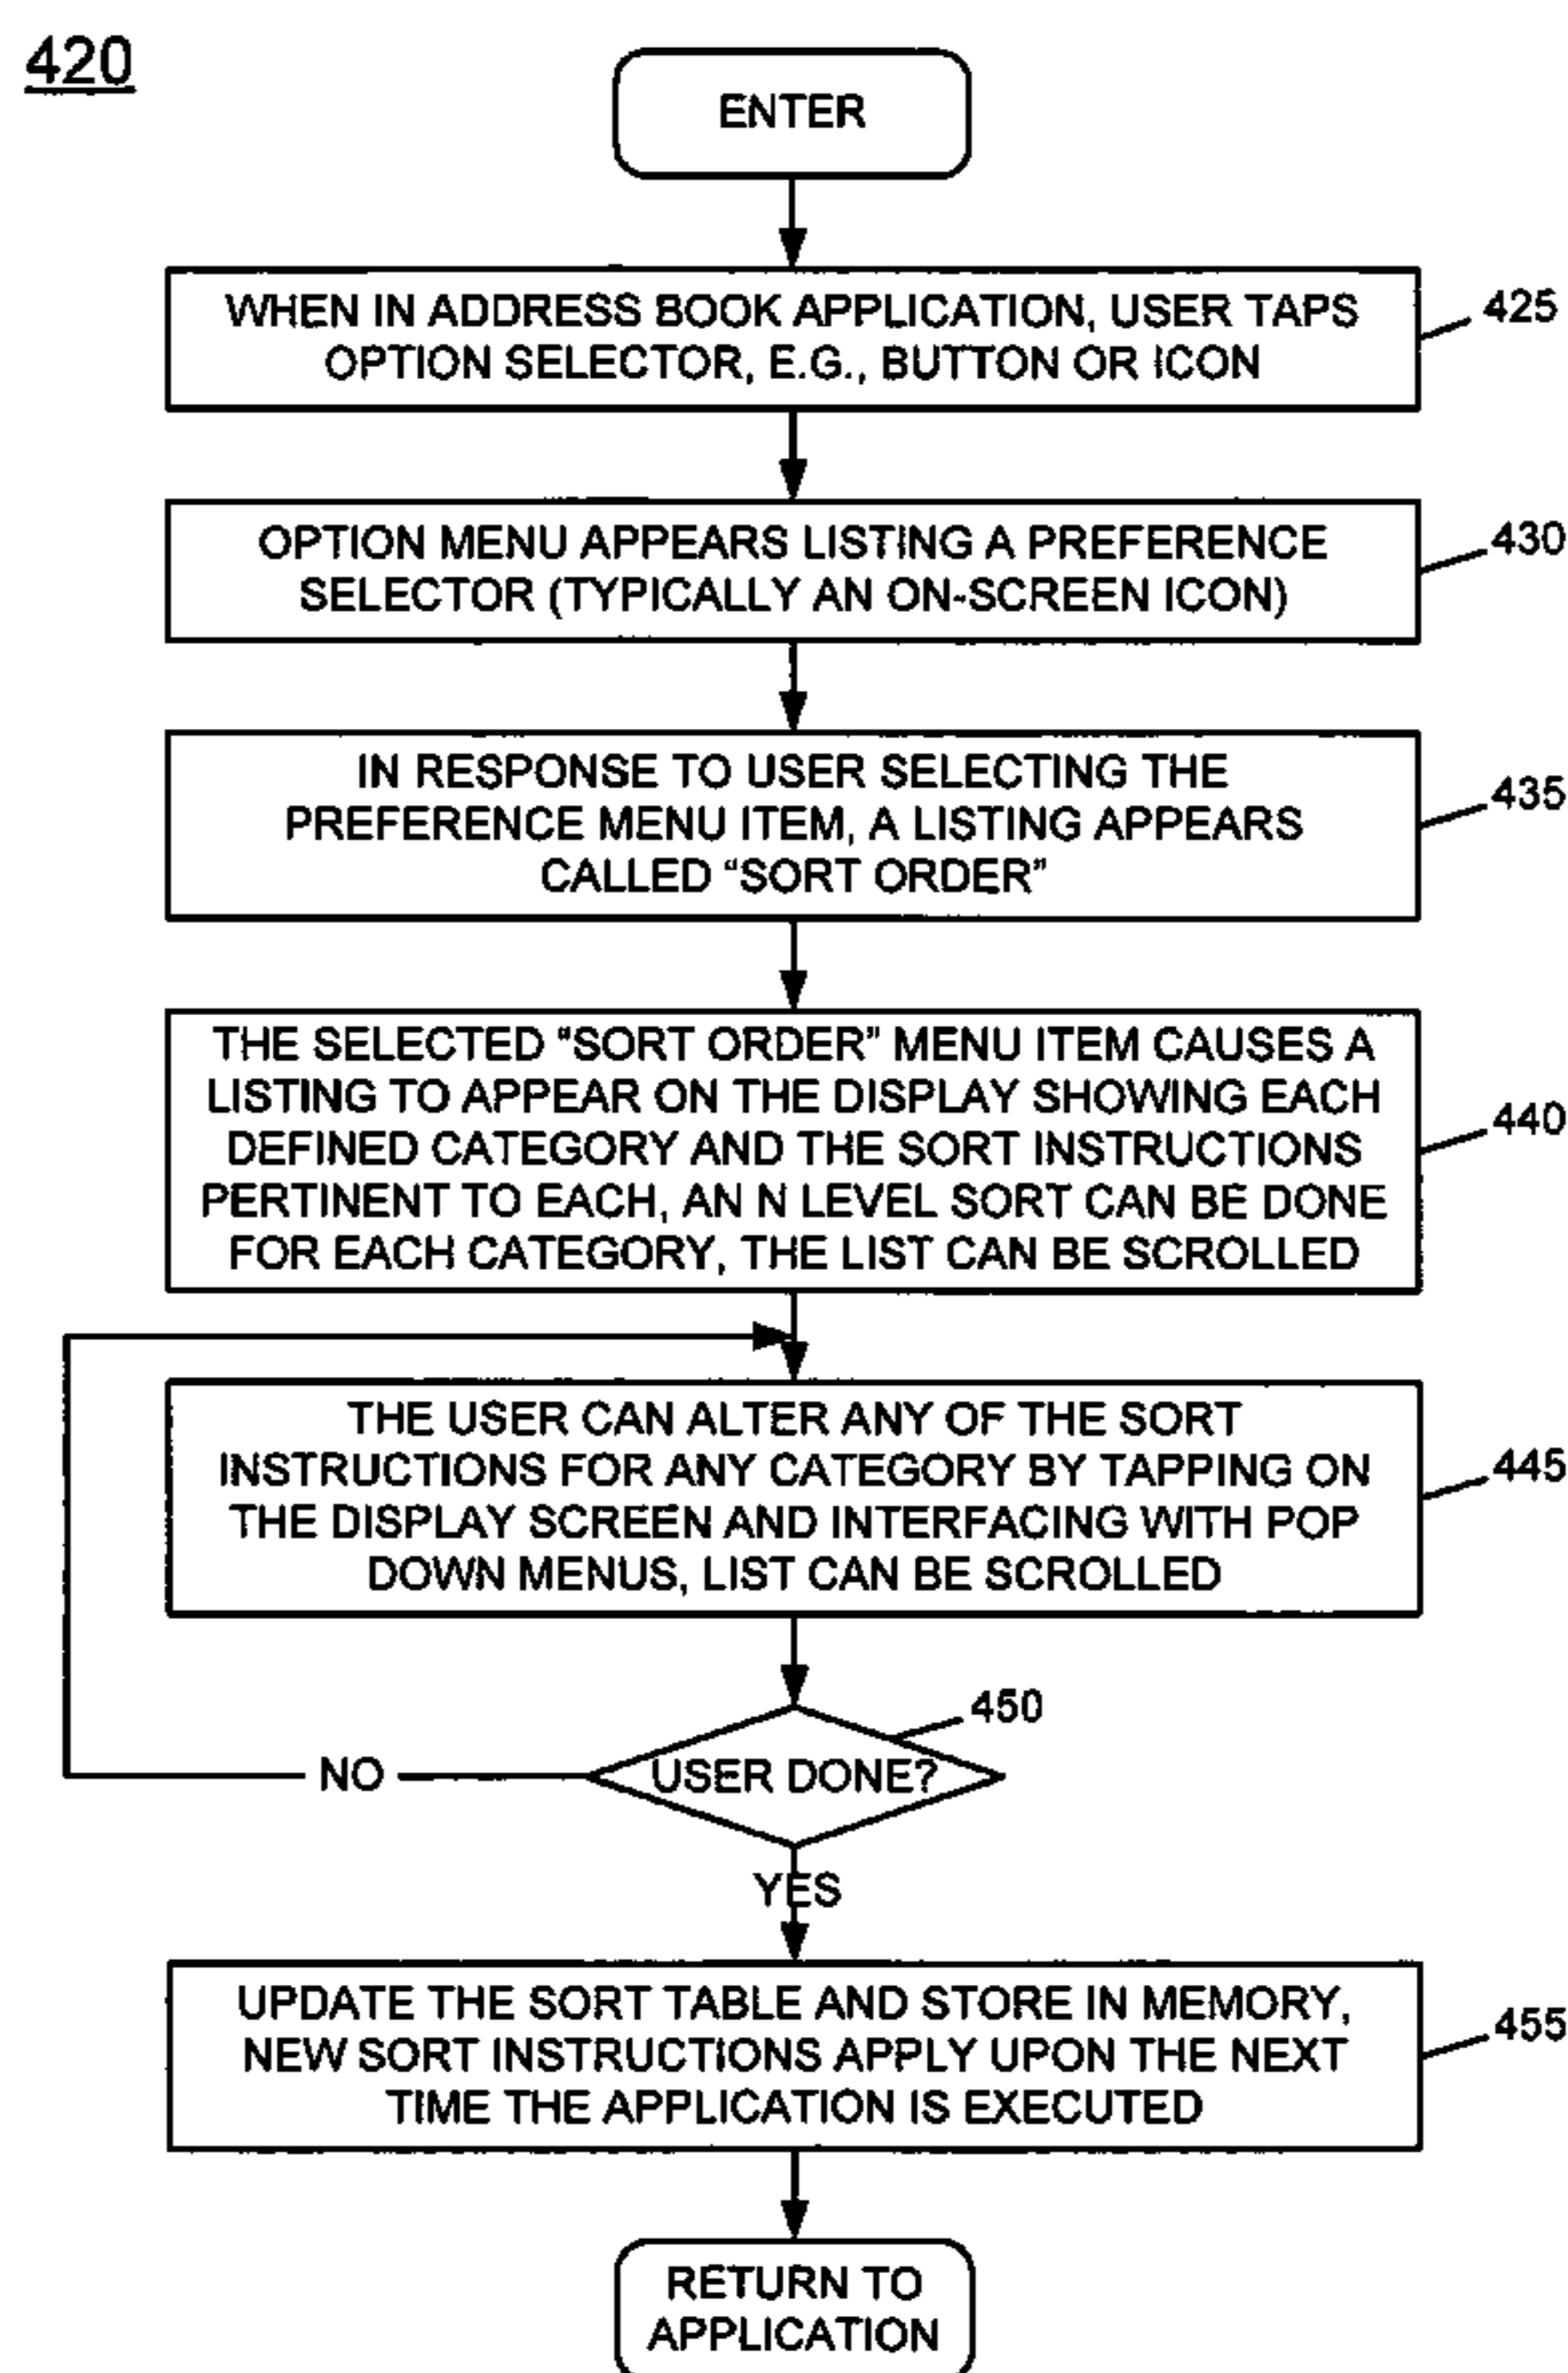 420
ENTER
WHEN IN ADDRESS BOOK APPLICATION, USER TAPS
OPTION SELECTOR, E.G., BUTTON OR ICON
425
OPTION MENU APPEARS LISTING A PREFERENCE
SELECTOR (TYPICALLY AN ON-SCREEN ICON)
430
IN RESPONSE TO USER SELECTING THE
PREFERENCE MENU ITEM, A LISTING APPEARS
CALLED "SORT ORDER"
435
THE SELECTED "SORT ORDER" MENU ITEM CAUSES A
LISTING TO APPEAR ON THE DISPLAY SHOWING EACH
DEFINED CATEGORY AND THE SORT INSTRUCTIONS
PERTINENT TO EACH, AN N LEVEL SORT CAN BE DONE
FOR EACH CATEGORY, THE LIST CAN BE SCROLLED
440
THE USER CAN ALTER ANY OF THE SORT
INSTRUCTIONS FOR ANY CATEGORY BY TAPPING ON
THE DISPLAY SCREEN AND INTERFACING WITH POP
DOWN MENUS, LIST CAN BE SCROLLED
445
450
NO
USER DONE?
YES
UPDATE THE SORT TABLE AND STORE IN MEMORY,
NEW SORT INSTRUCTIONS APPLY UPON THE NEXT
TIME THE APPLICATION IS EXECUTED
455
RETURN TO
APPLICATION